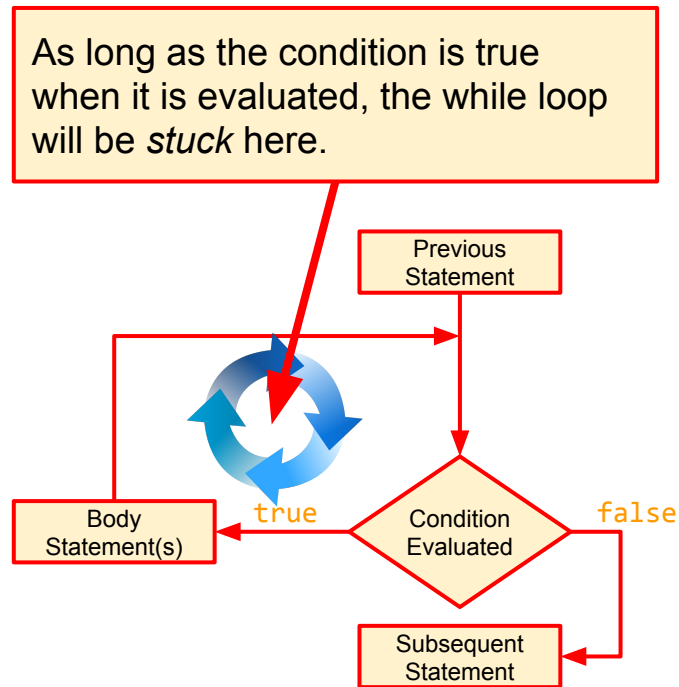 As long as the condition is true
when it is evaluated, the while loop
will be stuck here.
Previous
Statement
Body
Statement(s)
true
Condition
Evaluated
false
Subsequent
Statement